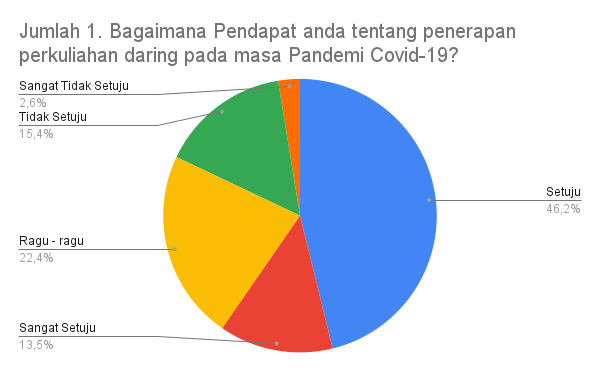 Jumlah 1. Bagaimana Pendapat anda tentang penerapan
perkuliahan daring pada masa Pandemi Covid-19?
Sangat Tidak Setuju
2,6%
Tidak Setuju
15,4%
Setuju
46,2%
Ragu - ragu
22,4%
Sangat Setuju
13,5%